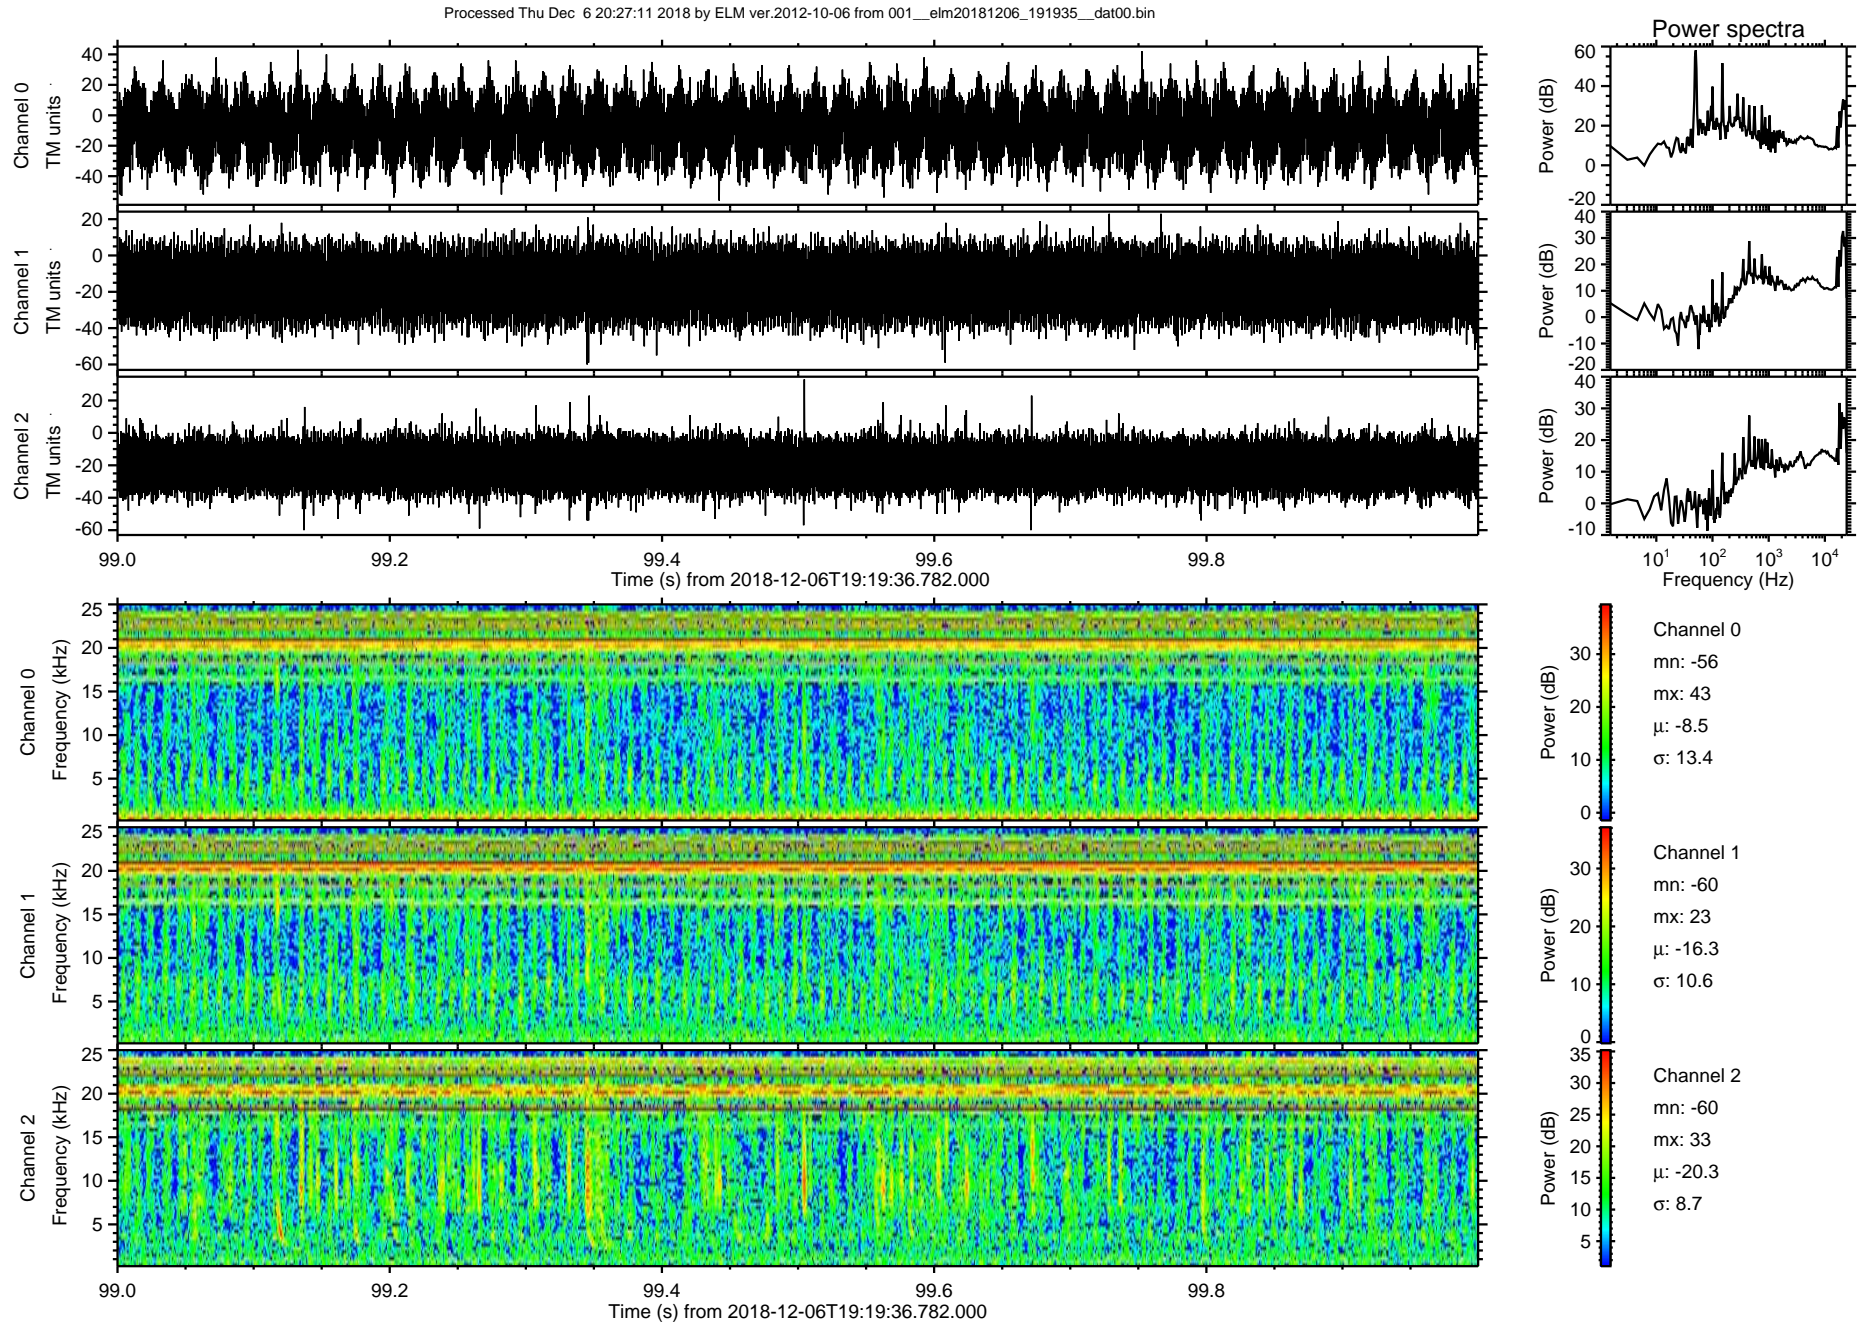 Processed Thu Dec  6 20:27:11 2018 by ELM ver.2012-10-06 from 001__elm20181206_191935__dat00.bin
Power spectra
Channel 0
TM units
40
20
0
-20
-40
Power (dB)
60
40
20
0
-20
Channel 1
TM units
20
0
-20
-40
-60
Power (dB)
40
30
20
10
0
-10
-20
Channel 2
TM units
20
0
-20
-40
-60
Power (dB)
40
30
20
10
0
-10
99.0 99.2 99.4 99.6 99.8
Time (s) from 2018-12-06T19:19:36.782.000
10¹ 10² 10³ 10⁴
Frequency (Hz)
Channel 0
Frequency (kHz)
25
20
15
10
5
Power (dB)
30
20
10
0
Channel 0
mn: -56
mx: 43
μ: -8.5
σ: 13.4
Channel 1
Frequency (kHz)
25
20
15
10
5
Power (dB)
30
20
10
0
Channel 1
mn: -60
mx: 23
μ: -16.3
σ: 10.6
Channel 2
Frequency (kHz)
25
20
15
10
5
Power (dB)
35
30
25
20
15
10
5
Channel 2
mn: -60
mx: 33
μ: -20.3
σ: 8.7
99.0 99.2 99.4 99.6 99.8
Time (s) from 2018-12-06T19:19:36.782.000